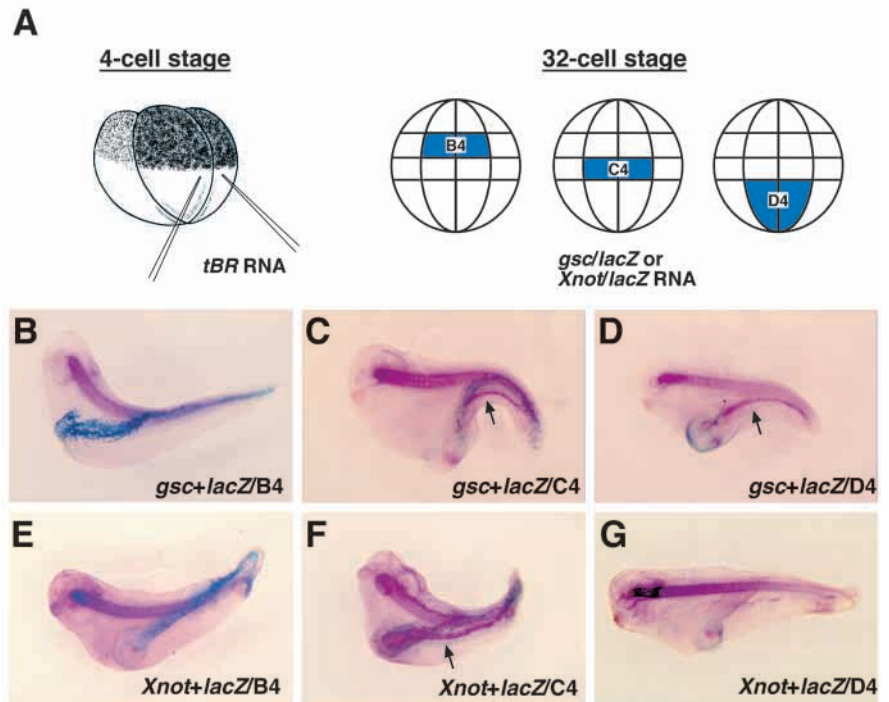 A
4-cell stage
32-cell stage
B4
C4
D4
tBR RNA
gsc/lacZ or
Xnot/lacZ RNA
B
gsc+lacZ/B4
C
gsc+lacZ/C4
D
gsc+lacZ/D4
E
Xnot+lacZ/B4
F
Xnot+lacZ/C4
G
Xnot+lacZ/D4